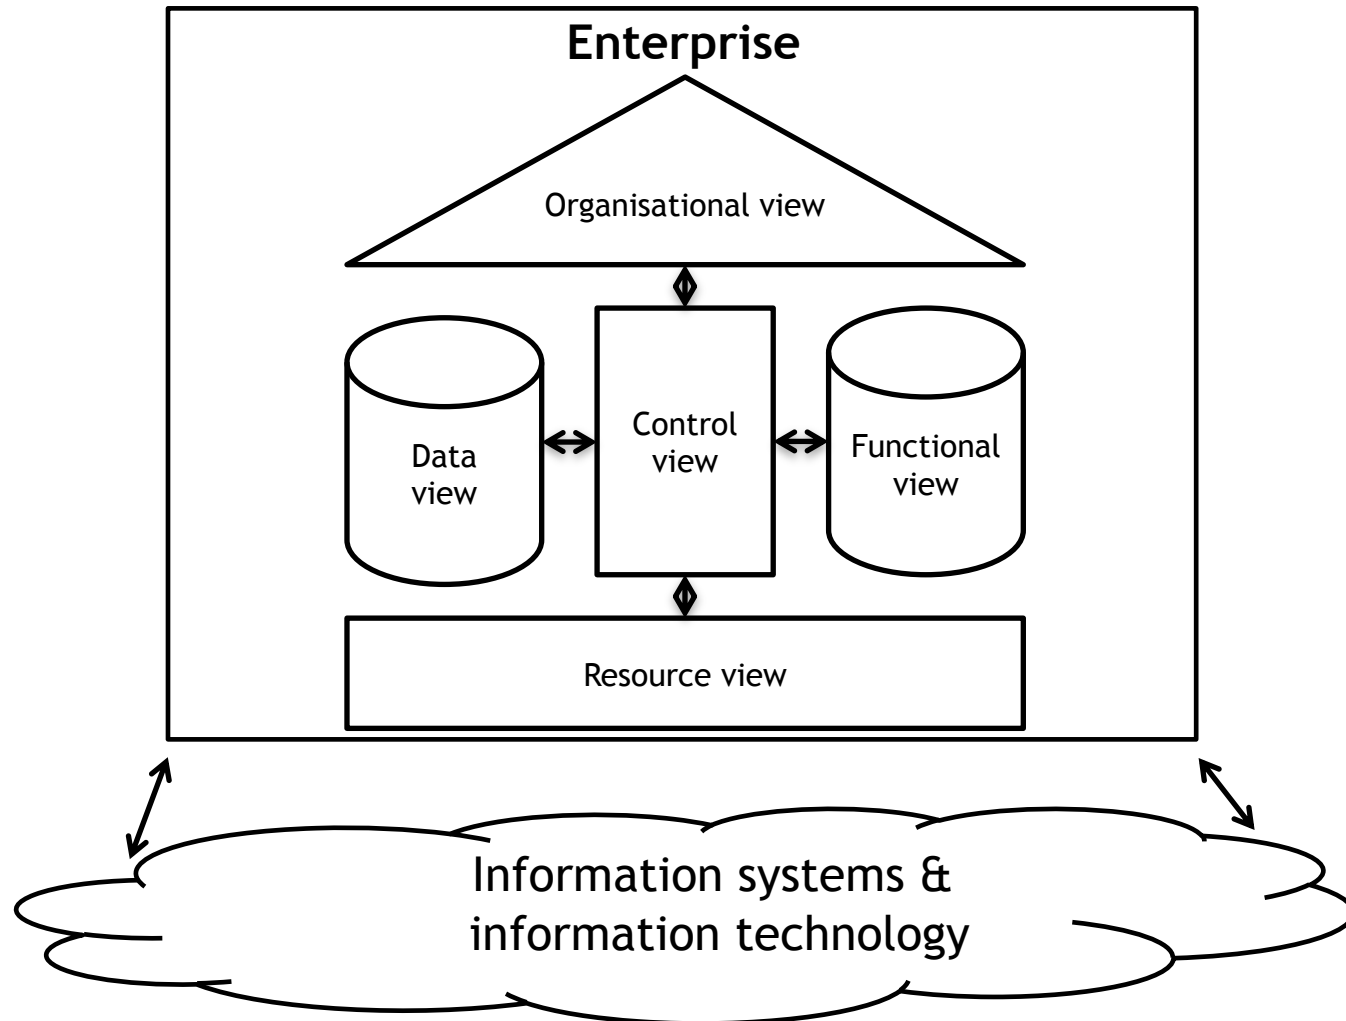 Enterprise
Organisational view
Data
view
Control
view
Functional
view
Resource view
Information systems &
information technology